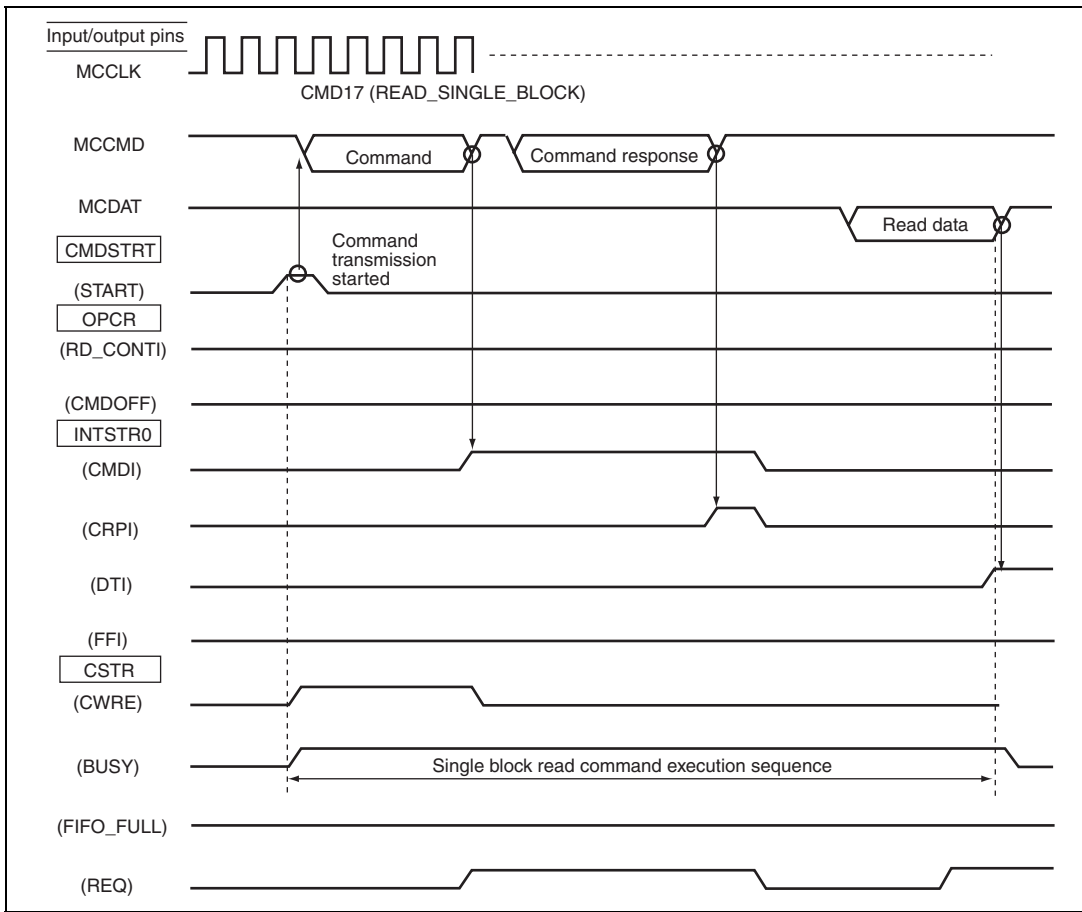 Input/output pins
MCCLK
CMD17 (READ_SINGLE_BLOCK)
MCCMD
Command
Command response
MCDAT
Read data
CMDSTRT
Command
transmission
started
(START)
OPCR
(RD_CONTI)
(CMDOFF)
INTSTR0
(CMDI)
(CRPI)
(DTI)
(FFI)
CSTR
(CWRE)
(BUSY)
Single block read command execution sequence
(FIFO_FULL)
(REQ)